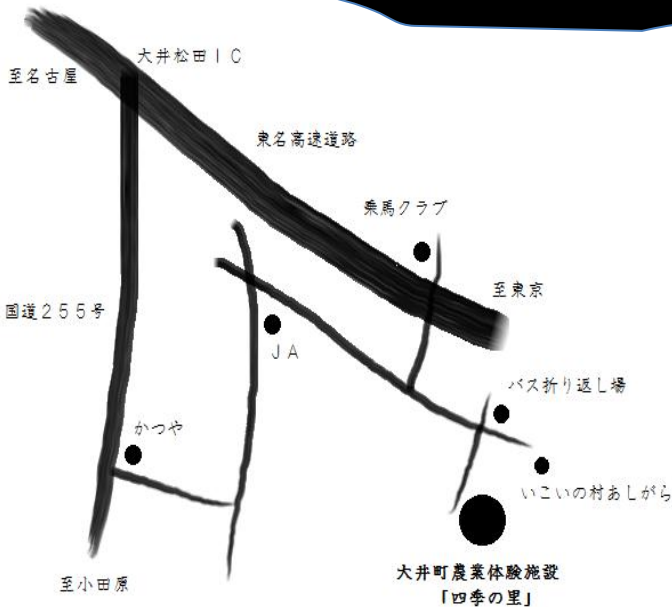 大井松田ＩＣ
至名古屋
東名高速道路
乗馬クラブ
至東京
国道２５５号
ＪＡ
バス折り返し場
かつや
いこいの村あしがら
大井町農業体験施設
「四季の里」
至小田原